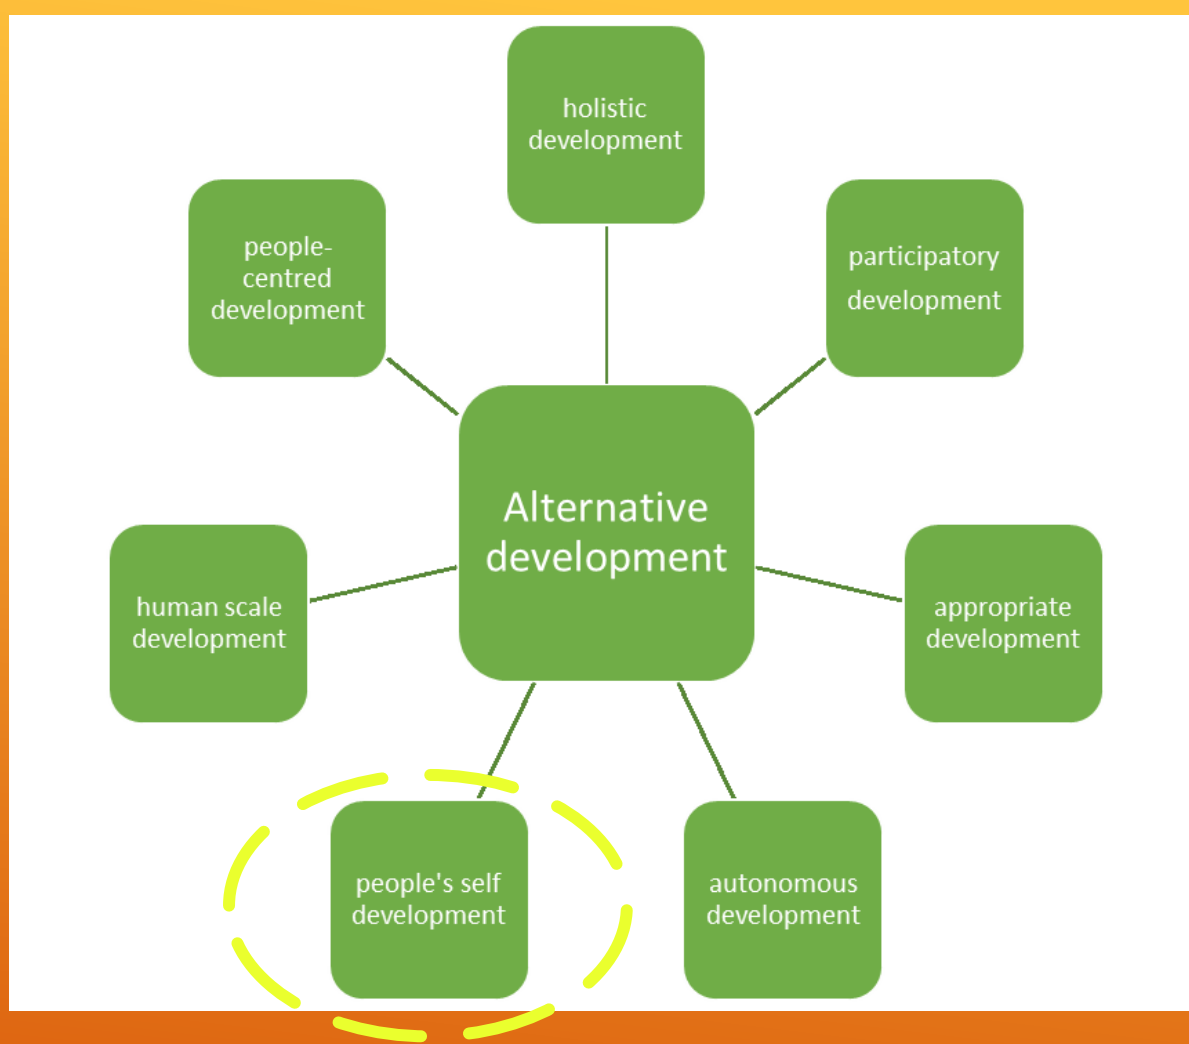 holistic
development
people-
centred
development
participatory
development
Alternative
development
human scale
development
appropriate
development
people's self
development
autonomous
development